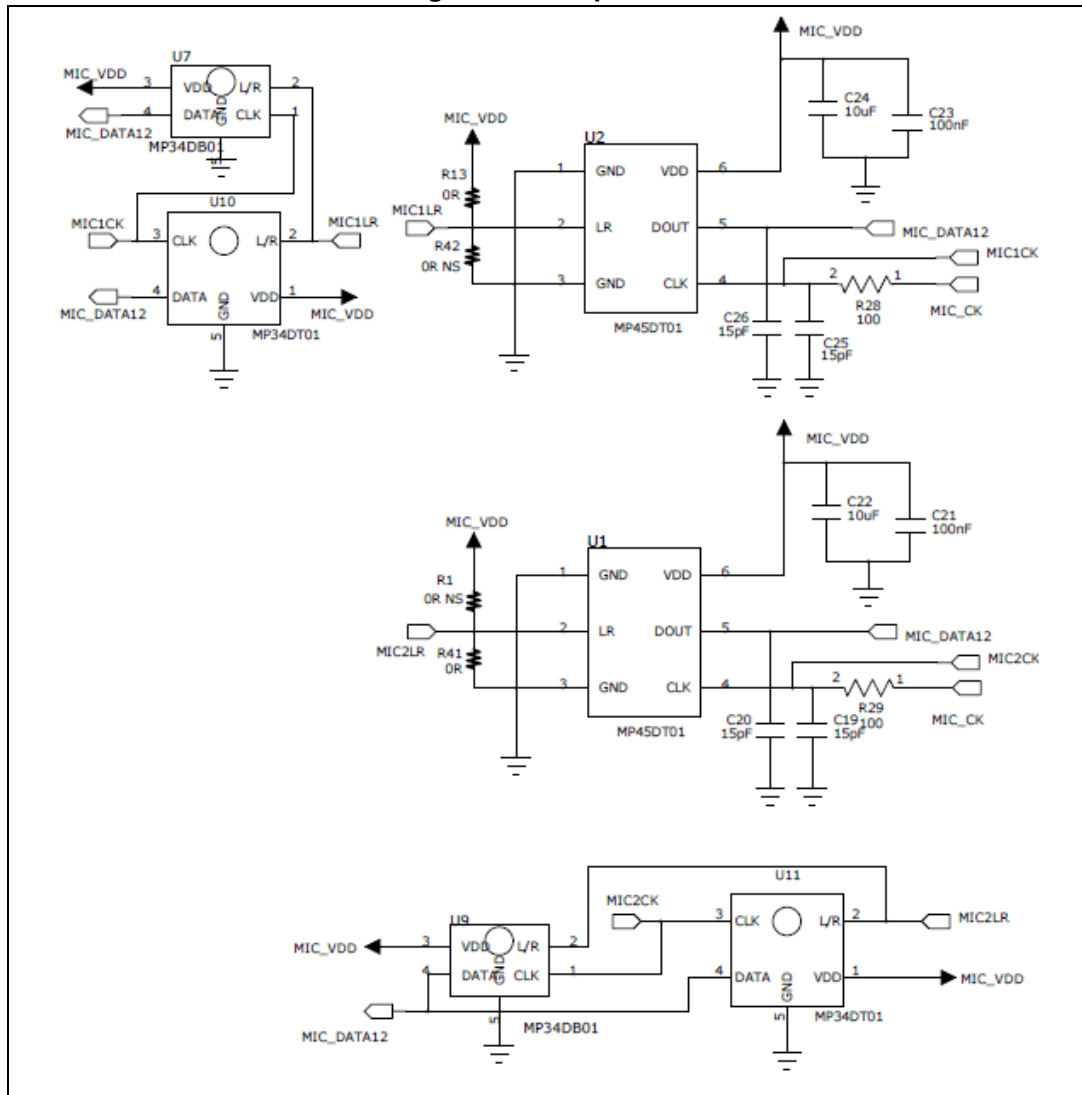 U7
MIC_VDD
3
VDD
L/R
2
4
DATA
GND
CLK
1
MIC_DATA12
5
MP34DB01
U10
MIC1CK
3
CLK
L/R
2
MIC1LR
4
DATA
VDD
1
MIC_DATA12
GND
MIC_VDD
5
MP34DT01
MIC_VDD
C24
10uF
C23
100nF
MIC_VDD
U2
R13
0R
1
GND
VDD
6
MIC1LR
2
LR
DOUT
5
MIC_DATA12
R42
0R NS
MIC1CK
3
GND
CLK
4
2
1
R28
100
MIC_CK
MP45DT01
C26
15pF
C25
15pF
MIC_VDD
C22
10uF
C21
100nF
MIC_VDD
U1
R1
0R NS
1
GND
VDD
6
2
LR
DOUT
5
MIC_DATA12
MIC2LR
R41
0R
MIC2CK
3
GND
CLK
4
2
1
R29
100
MIC_CK
MP45DT01
C20
15pF
C19
15pF
U11
MIC2CK
3
CLK
L/R
2
MIC2LR
U9
MIC_VDD
3
VDD
L/R
2
4
DATA
GND
CLK
1
4
DATA
VDD
1
MIC_VDD
GND
5
MP34DB01
5
MP34DT01
MIC_DATA12